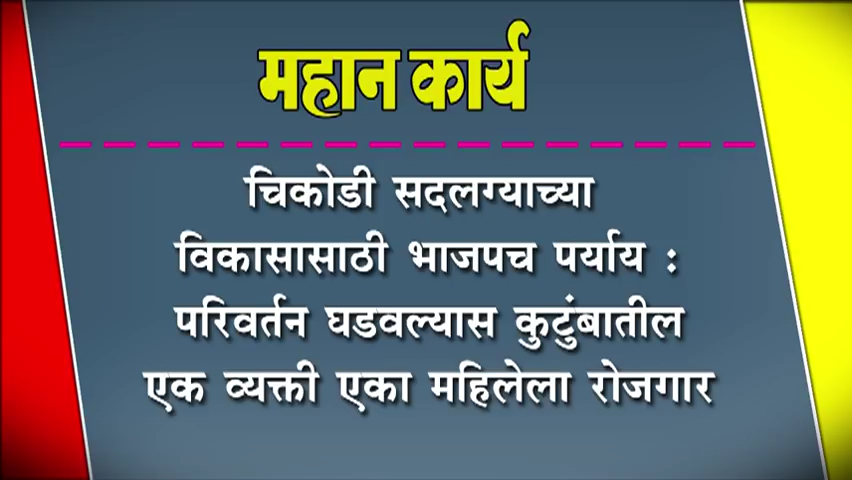 महान कार्य
चिकोडी सदलग्याच्या
विकासासाठी भाजपच पर्याय :
परिवर्तन घडवल्यास कुटुंबातील
एक व्यक्ती एका महिलेला रोजगार